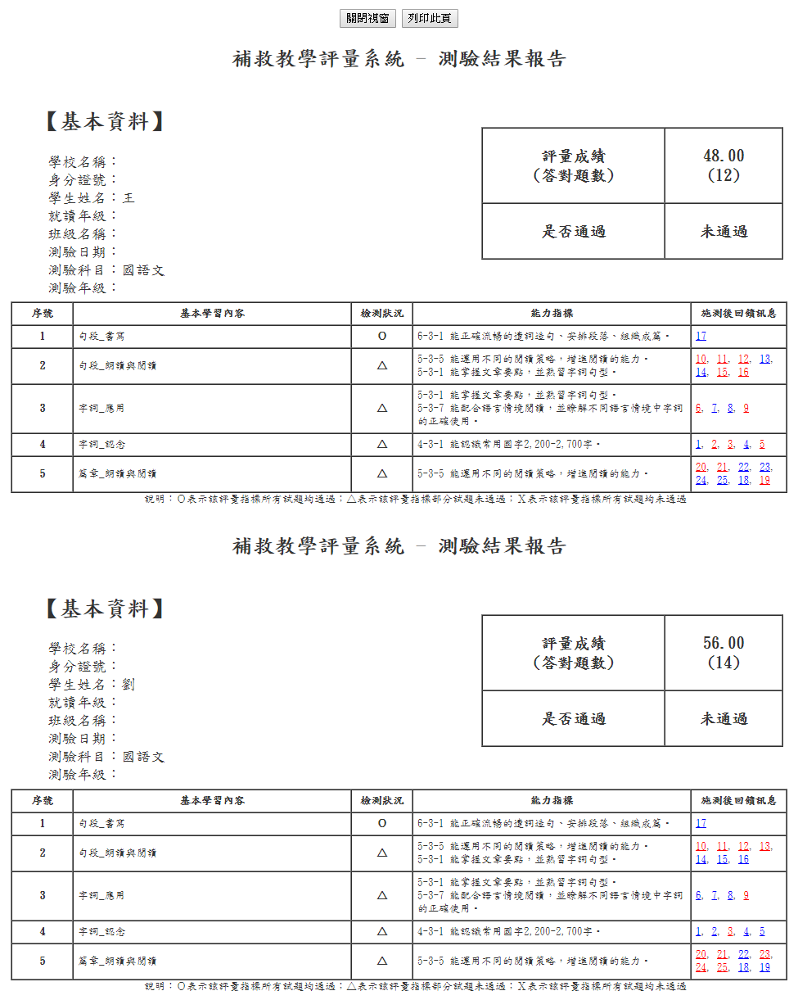 關閉視窗 列印此頁
補救教學評量系統 － 測驗結果報告
【基本資料】
學校名稱：
身分證號：
學生姓名：王
就讀年級：
班級名稱：
測驗日期：
測驗科目：國語文
測驗年級：
評量成績
(答對題數)
48.00
(12)
是否通過 未通過
序號 基本學習內容 檢測狀況 能力指標 施測後回饋訊息
1 句段_書寫 O 6-3-1 能正確流暢的遣詞造句、安排段落、組織成篇。 17
2 句段_朗讀與閱讀 △ 5-3-5 能運用不同的閱讀策略，增進閱讀的能力。
5-3-1 能掌握文章要點，並熟習字詞句型。
10, 11, 12, 13,
14, 15, 16
3 字詞_應用 △ 5-3-1 能掌握文章要點，並熟習字詞句型。
5-3-7 能配合語言情境閱讀，並瞭解不同語言情境中字詞
的正確使用。
6, 7, 8, 9
4 字詞_認念 △ 4-3-1 能認識常用國字2,200-2,700字。 1, 2, 3, 4, 5
5 篇章_朗讀與閱讀 △ 5-3-5 能運用不同的閱讀策略，增進閱讀的能力。
20, 21, 22, 23,
24, 25, 18, 19
說明：O表示該評量指標所有試題均通過；△表示該評量指標部分試題未通過；X表示該評量指標所有試題均未通過
補救教學評量系統 － 測驗結果報告
【基本資料】
學校名稱：
身分證號：
學生姓名：劉
就讀年級：
班級名稱：
測驗日期：
測驗科目：國語文
測驗年級：
評量成績
(答對題數)
56.00
(14)
是否通過 未通過
序號 基本學習內容 檢測狀況 能力指標 施測後回饋訊息
1 句段_書寫 O 6-3-1 能正確流暢的遣詞造句、安排段落、組織成篇。 17
2 句段_朗讀與閱讀 △ 5-3-5 能運用不同的閱讀策略，增進閱讀的能力。
5-3-1 能掌握文章要點，並熟習字詞句型。
10, 11, 12, 13,
14, 15, 16
3 字詞_應用 △ 5-3-1 能掌握文章要點，並熟習字詞句型。
5-3-7 能配合語言情境閱讀，並瞭解不同語言情境中字詞
的正確使用。
6, 7, 8, 9
4 字詞_認念 △ 4-3-1 能認識常用國字2,200-2,700字。 1, 2, 3, 4, 5
5 篇章_朗讀與閱讀 △ 5-3-5 能運用不同的閱讀策略，增進閱讀的能力。
20, 21, 22, 23,
24, 25, 18, 19
說明：O表示該評量指標所有試題均通過；△表示該評量指標部分試題未通過；X表示該評量指標所有試題均未通過